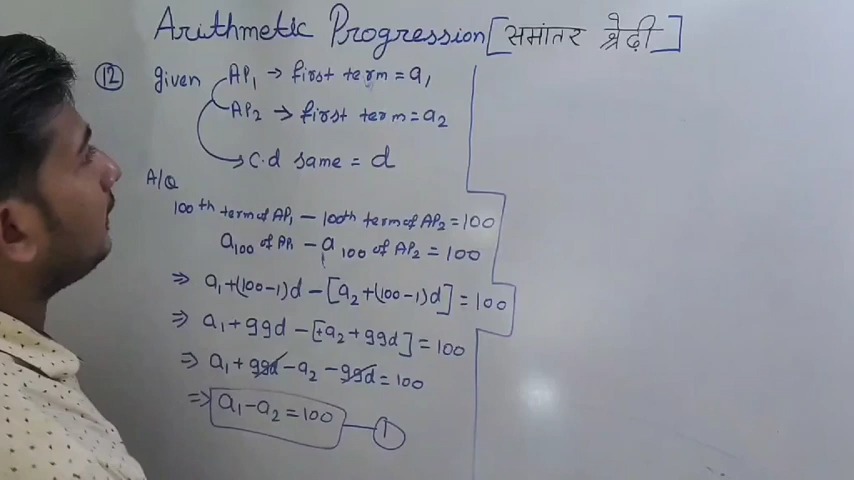 Arithmetic Progression [समांतर श्रेढ़ी]
(12) given AP₁ → first term = a₁
AP₂ → first term = a₂
C.d same = d
A/Q
100th term of AP₁ – 100th term of AP₂ = 100
a₁₀₀ of AP₁ – a₁₀₀ of AP₂ = 100
⇒ a₁+(100-1)d – [a₂+(100-1)d] = 100
⇒ a₁+99d – [+a₂+99d] = 100
⇒ a₁+99d – a₂ – 99d = 100
⇒ a₁–a₂ = 100 — (1)